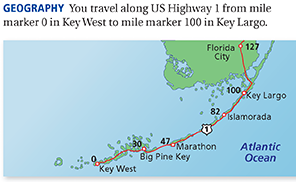 GEOGRAPHY You travel along US Highway 1 from mile
marker 0 in Key West to mile marker 100 in Key Largo.
Florida
City
127
100
Key Largo
82
Islamorada
1
47
Marathon
30
Big Pine Key
Atlantic
Ocean
0
Key West